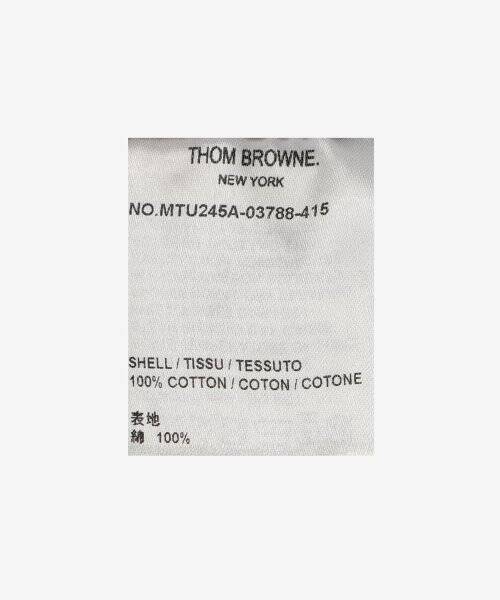 THOM BROWNE.
NEW YORK
NO.MTU245A-03788-415
SHELL / TISSU / TESSUTO
100% COTTON / COTON / COTONE
表地
綿 100%